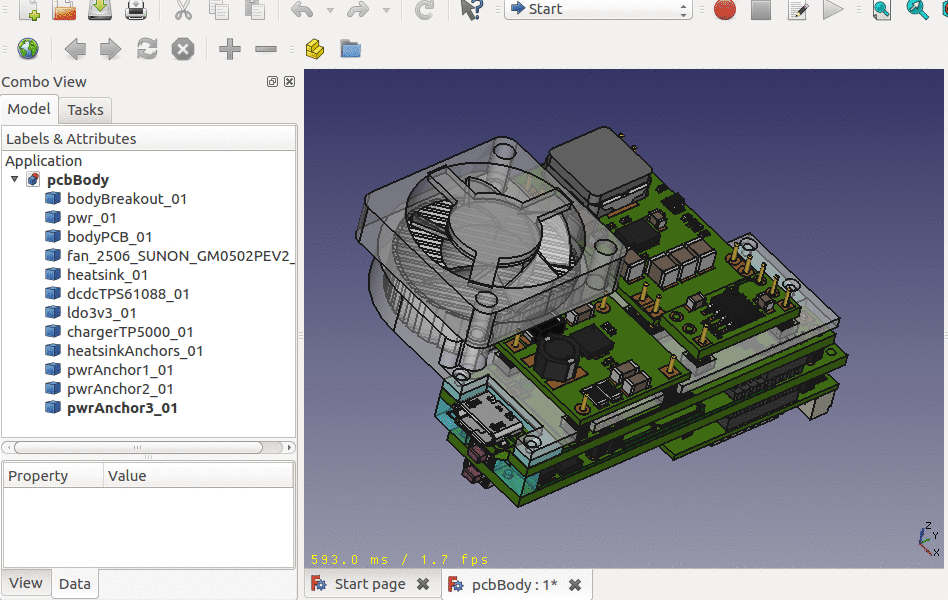 Start
Combo View
Model
Tasks
Labels & Attributes
Application
pcbBody
bodyBreakout_01
pwr_01
bodyPCB_01
fan_2506_SUNON_GM0502PEV2_
heatsink_01
dcdcTPS61088_01
ldo3v3_01
chargerTP5000_01
heatsinkAnchors_01
pwrAnchor1_01
pwrAnchor2_01
pwrAnchor3_01
Property Value
Z
Y
X
593.0 ms / 1.7 fps
View Data
Start page pcbBody : 1*